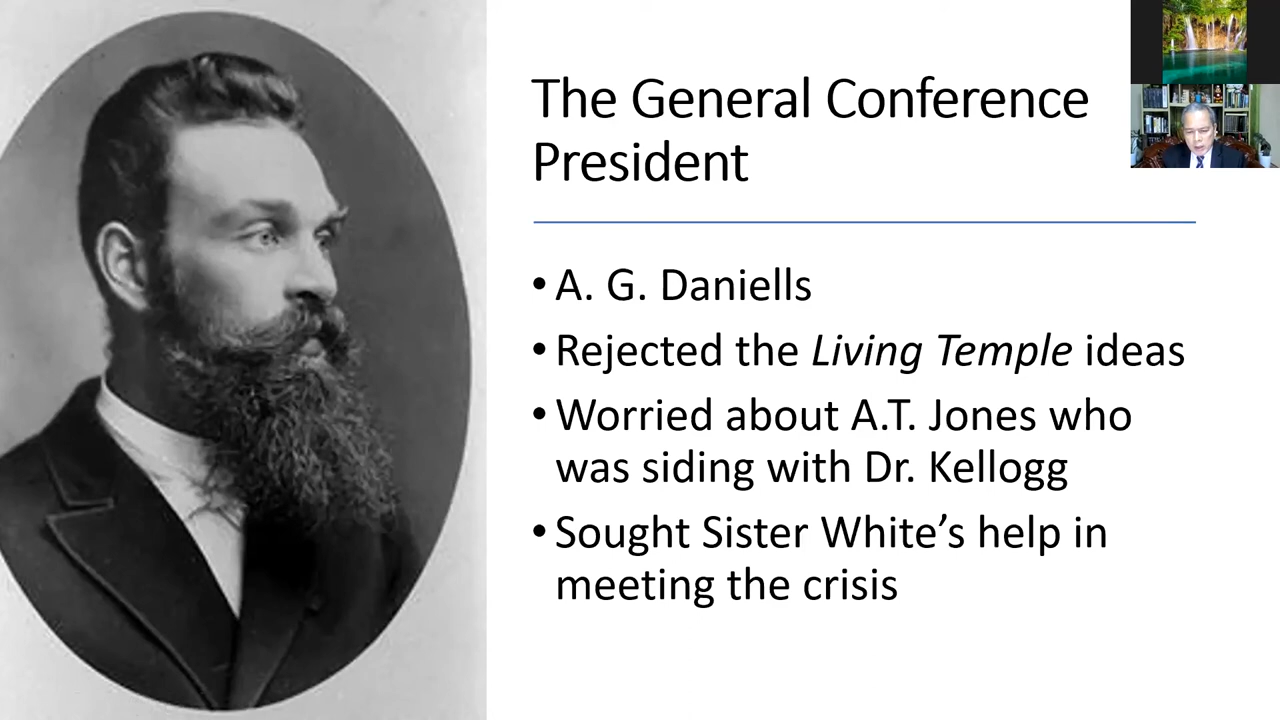 The General Conference
President
• A. G. Daniells
• Rejected the Living Temple ideas
• Worried about A.T. Jones who
was siding with Dr. Kellogg
• Sought Sister White’s help in
meeting the crisis